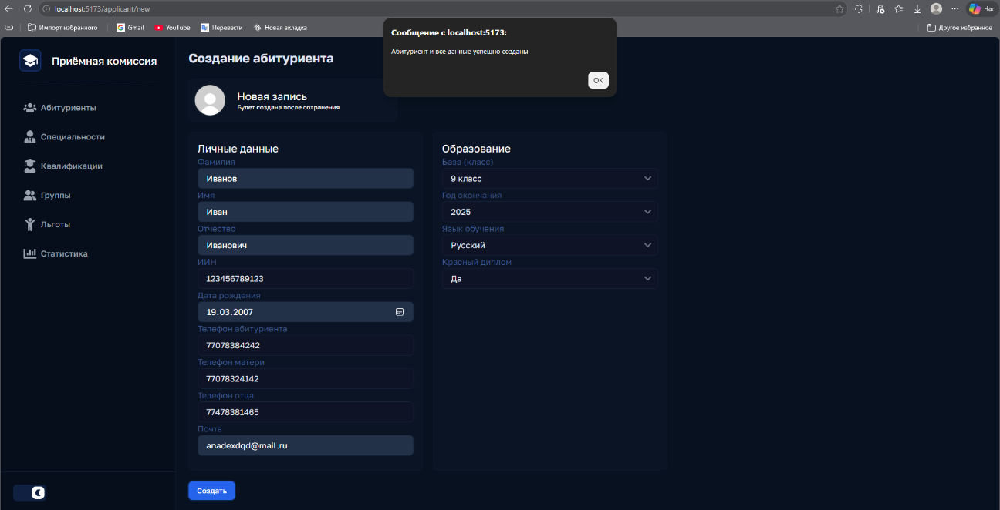 localhost:5173/applicant/new
Чат
Импорт избранного
Gmail
YouTube
Перевести
Новая вкладка
Другое избранное
Сообщение с localhost:5173:
Абитуриент и все данные успешно созданы
OK
Приёмная комиссия
Абитуриенты
Специальности
Квалификации
Группы
Льготы
Статистика
Создание абитуриента
Новая запись
Будет создана после сохранения
Личные данные
Фамилия
Иванов
Имя
Иван
Отчество
Иванович
ИИН
123456789123
Дата рождения
19.03.2007
Телефон абитуриента
77078384242
Телефон матери
77078324142
Телефон отца
77478381465
Почта
anadexdqd@mail.ru
Образование
База (класс)
9 класс
Год окончания
2025
Язык обучения
Русский
Красный диплом
Да
Создать